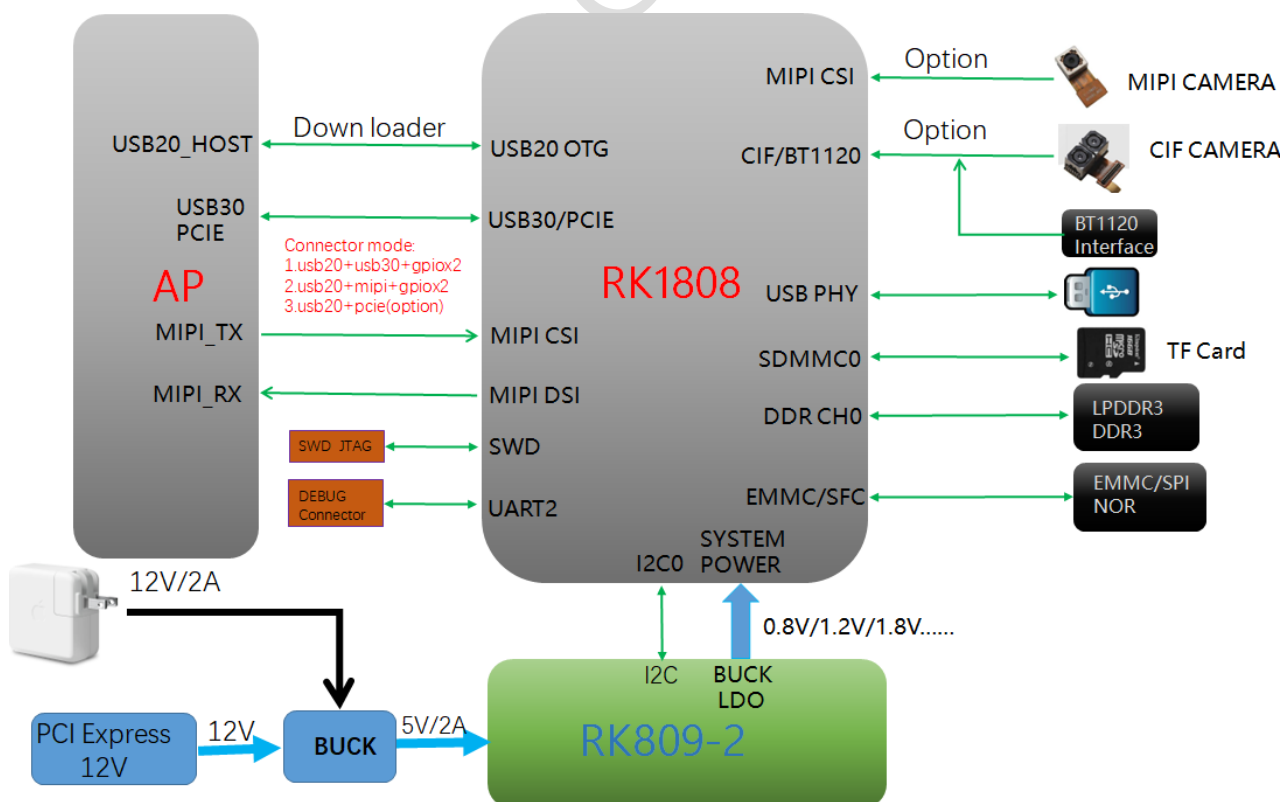 Option
MIPI CSI
MIPI CAMERA
Down loader
Option
USB20_HOST
USB20 OTG
CIF/BT1120
CIF CAMERA
USB30
PCIE
USB30/PCIE
BT1120
Interface
Connector mode:
1.usb20+usb30+gpiox2
2.usb20+mipi+gpiox2
3.usb20+pcie(option)
AP
RK1808
USB PHY
MIPI_TX
MIPI CSI
SDMMC0
TF Card
MIPI_RX
MIPI DSI
DDR CH0
LPDDR3
DDR3
SWD JTAG
SWD
DEBUG
Connector
UART2
EMMC/SFC
EMMC/SPI
NOR
I2C0
SYSTEM
POWER
12V/2A
0.8V/1.2V/1.8V......
I2C
BUCK
LDO
PCI Express
12V
12V
BUCK
5V/2A
RK809-2